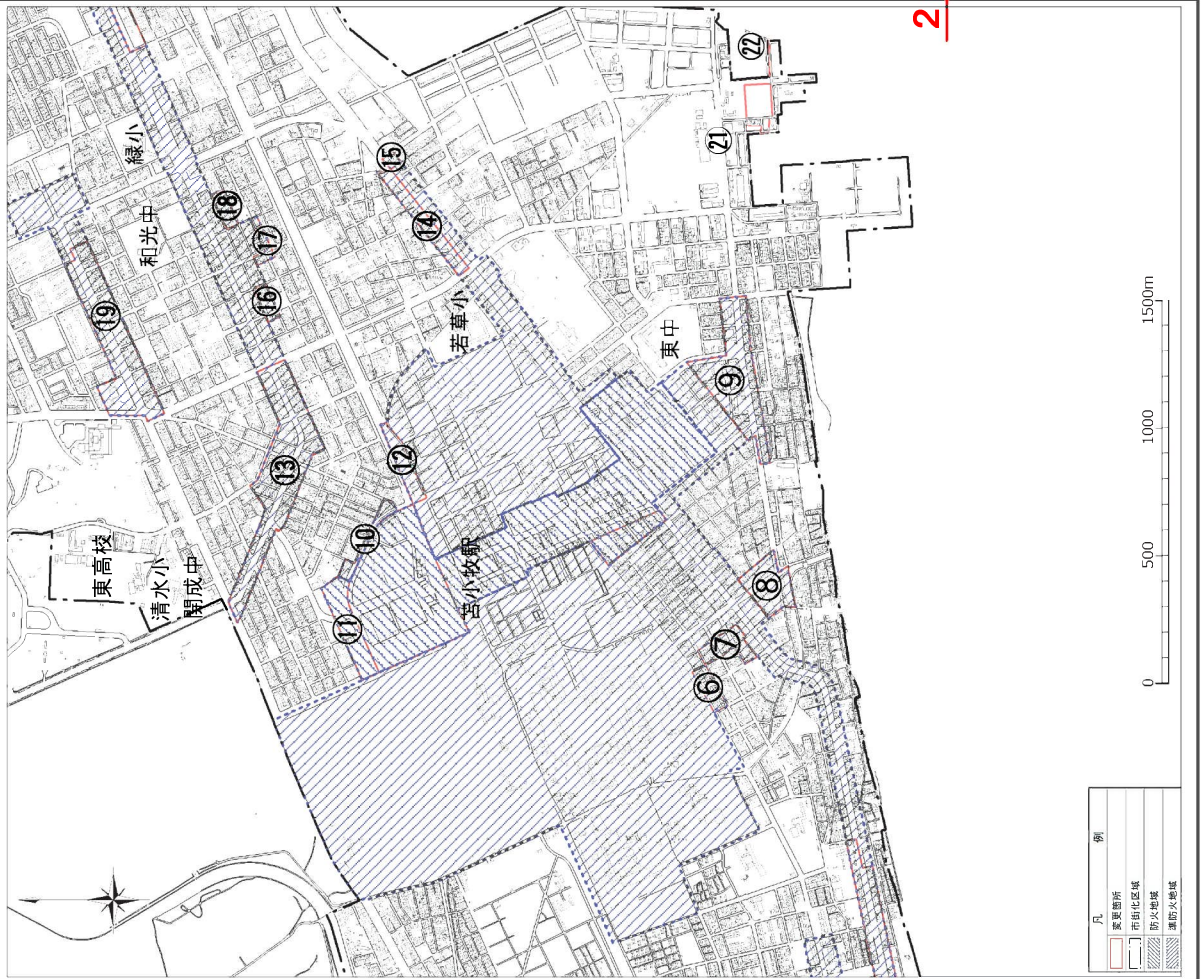 2
㉒
㉑
緑小
⑮
⑱
⑭
和光中
⑰
⑲
⑯
若草小
東中
⑨
⑬
⑫
⑩
東高校
清水小
開成中
苫小牧駅
⑪
⑧
⑦
⑥
0
500
1000
1500m
凡 例
変更箇所
市街化区域
防火地域
準防火地域